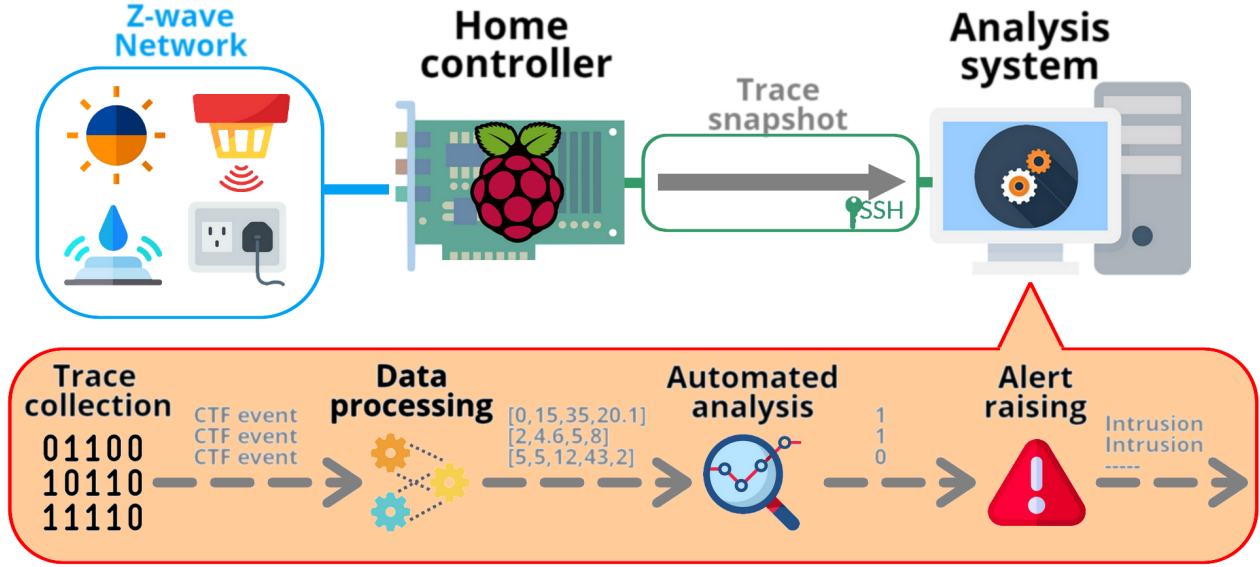 Z-wave
Network
Home
controller
Analysis
system
Trace
snapshot
SSH
Trace
collection
Data
processing
Automated
analysis
Alert
raising
CTF event
CTF event
CTF event
[0,15,35,20.1]
[2,4.6,5,8]
[5,5,12,43,2]
1
1
0
Intrusion
Intrusion
-----
01100
10110
11110